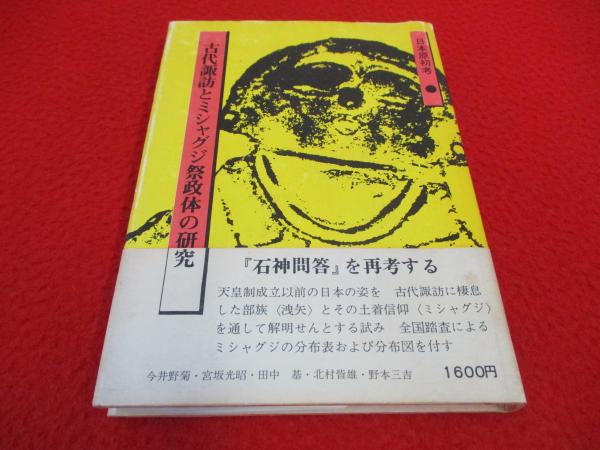 日本原初考
古代諏訪とミシャグジ祭政体の研究
『石神問答』を再考する
天皇制成立以前の日本の姿を 古代諏訪に棲息
した部族〈洩矢〉とその土着信仰〈ミシャグジ〉
を通して解明せんとする試み 全国踏査による
ミシャグジの分布表および分布図を付す
今井野菊・宮坂光昭・田中 基・北村皆雄・野本三吉
1600円